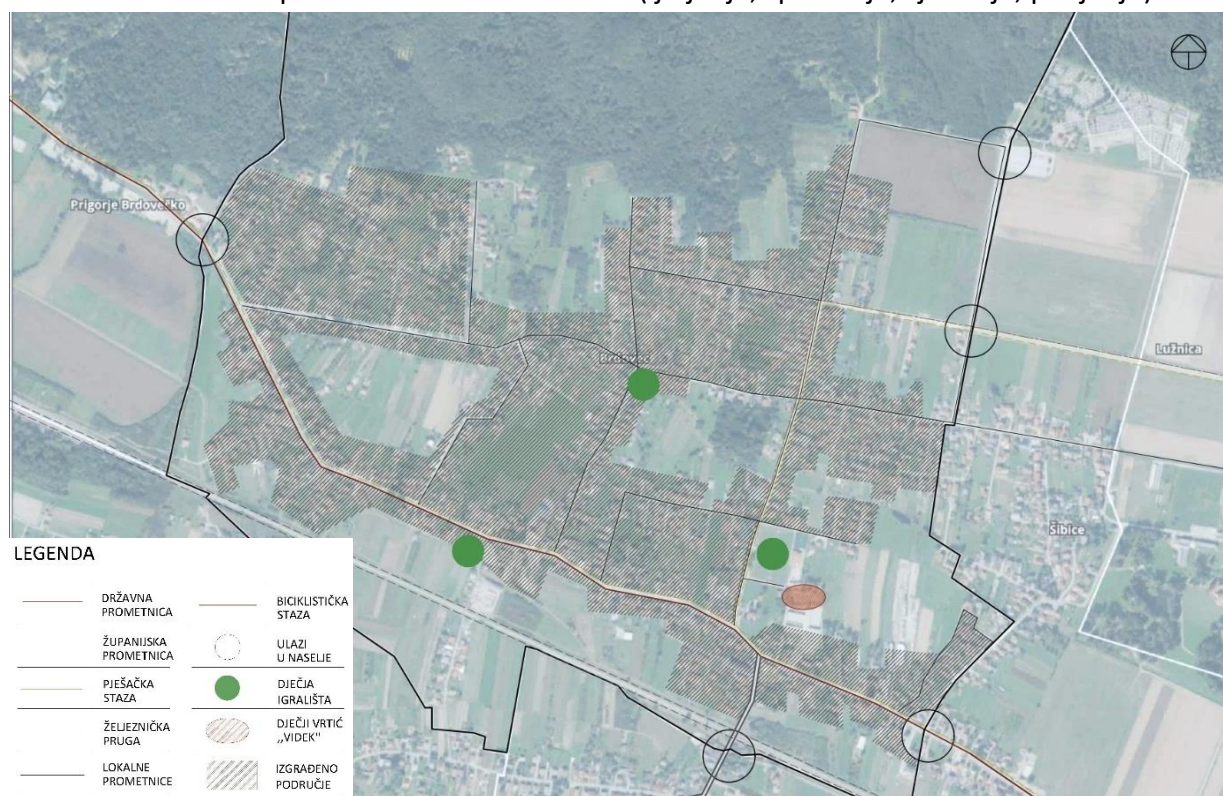 Prigorje Brdovečko
Brdovec
Lužnica
Šibice
LEGENDA
DRŽAVNA
PROMETNICA
ŽUPANIJSKA
PROMETNICA
PJEŠAČKA
STAZA
ŽELJEZNIČKA
PRUGA
LOKALNE
PROMETNICE
BICIKLISTIČKA
STAZA
ULAZI
U NASELJE
DJEČJA
IGRALIŠTA
DJEČJI VRTIĆ
„VIDEK"
IZGRAĐENO
PODRUČJE